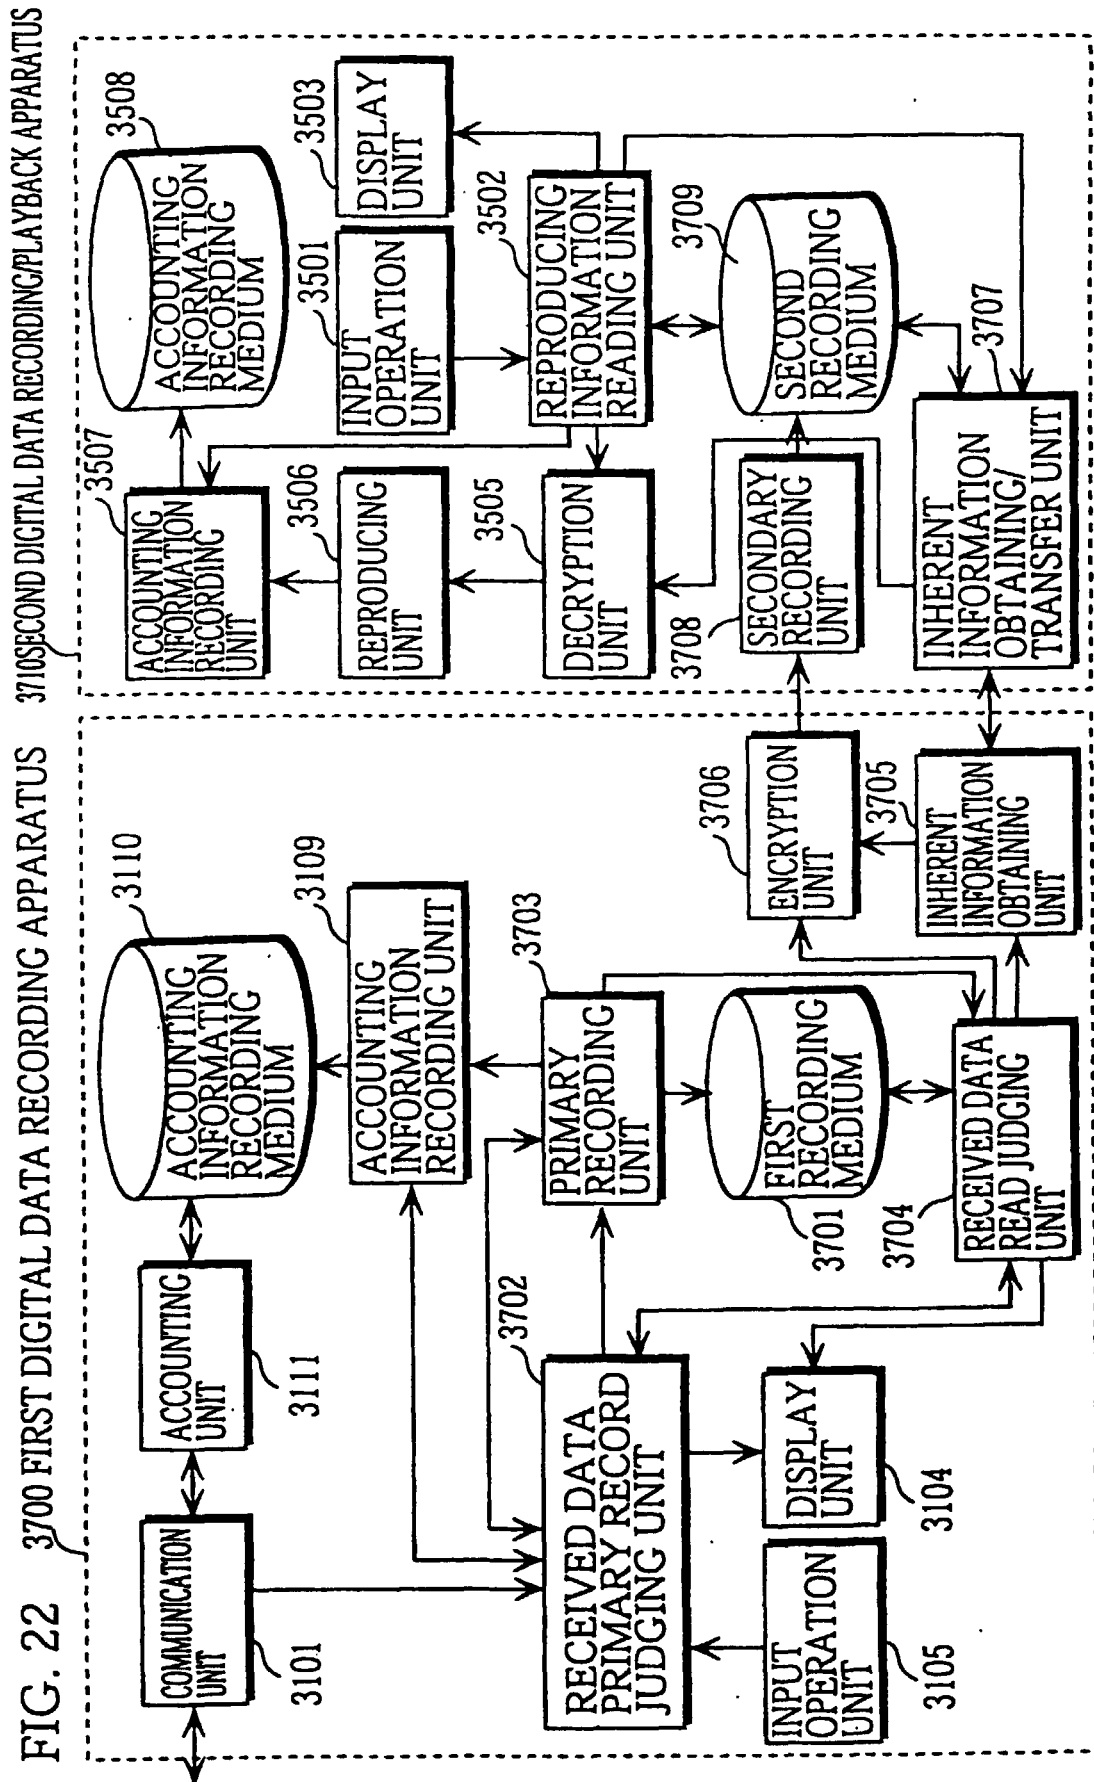 FIG. 22
3700 FIRST DIGITAL DATA RECORDING APPARATUS
3710 SECOND DIGITAL DATA RECORDING/PLAYBACK APPARATUS
COMMUNICATION
UNIT
3101
ACCOUNTING
UNIT
3111
ACCOUNTING
INFORMATION
RECORDING
MEDIUM
3110
ACCOUNTING
INFORMATION
RECORDING UNIT
3109
RECEIVED DATA
PRIMARY RECORD
JUDGING UNIT
3702
PRIMARY
RECORDING
UNIT
3703
FIRST
RECORDING
MEDIUM
3701
INPUT
OPERATION
UNIT
3105
DISPLAY
UNIT
3104
RECEIVED DATA
READ JUDGING
UNIT
3704
ENCRYPTION
UNIT
3706
INHERENT
INFORMATION
OBTAINING
UNIT
3705
ACCOUNTING
INFORMATION
RECORDING
UNIT
3507
ACCOUNTING
INFORMATION
RECORDING
MEDIUM
3508
REPRODUCING
UNIT
3506
INPUT
OPERATION
UNIT
3501
DISPLAY
UNIT
3503
DECRYPTION
UNIT
3505
REPRODUCING
INFORMATION
READING UNIT
3502
SECONDARY
RECORDING
UNIT
3708
SECOND
RECORDING
MEDIUM
3709
INHERENT
INFORMATION
OBTAINING/
TRANSFER UNIT
3707